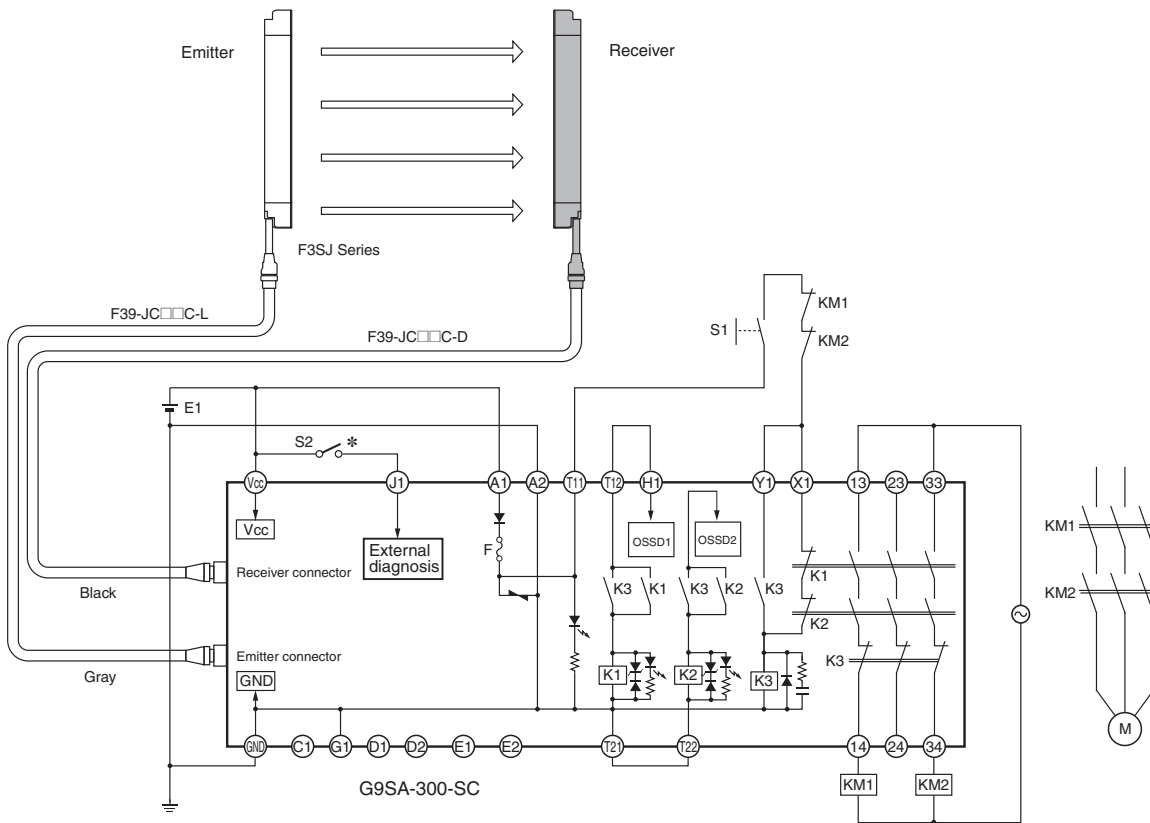 Emitter
Receiver
F3SJ Series
F39-JC□□C-L
F39-JC□□C-D
S1
KM1
KM2
E1
S2 *
Vcc J1 A1 A2 T11 T12 H1 Y1 X1 13 23 33
Vcc
External
diagnosis
F
OSSD1
OSSD2
KM1
K3 K1 K3 K2 K3
K1
Receiver connector
KM2
Black
K2
K3
Emitter connector
Gray
GND
K1
K2
K3
M
GND C1 G1 D1 D2 E1 E2 T21 T22 14 24 34
G9SA-300-SC
KM1
KM2